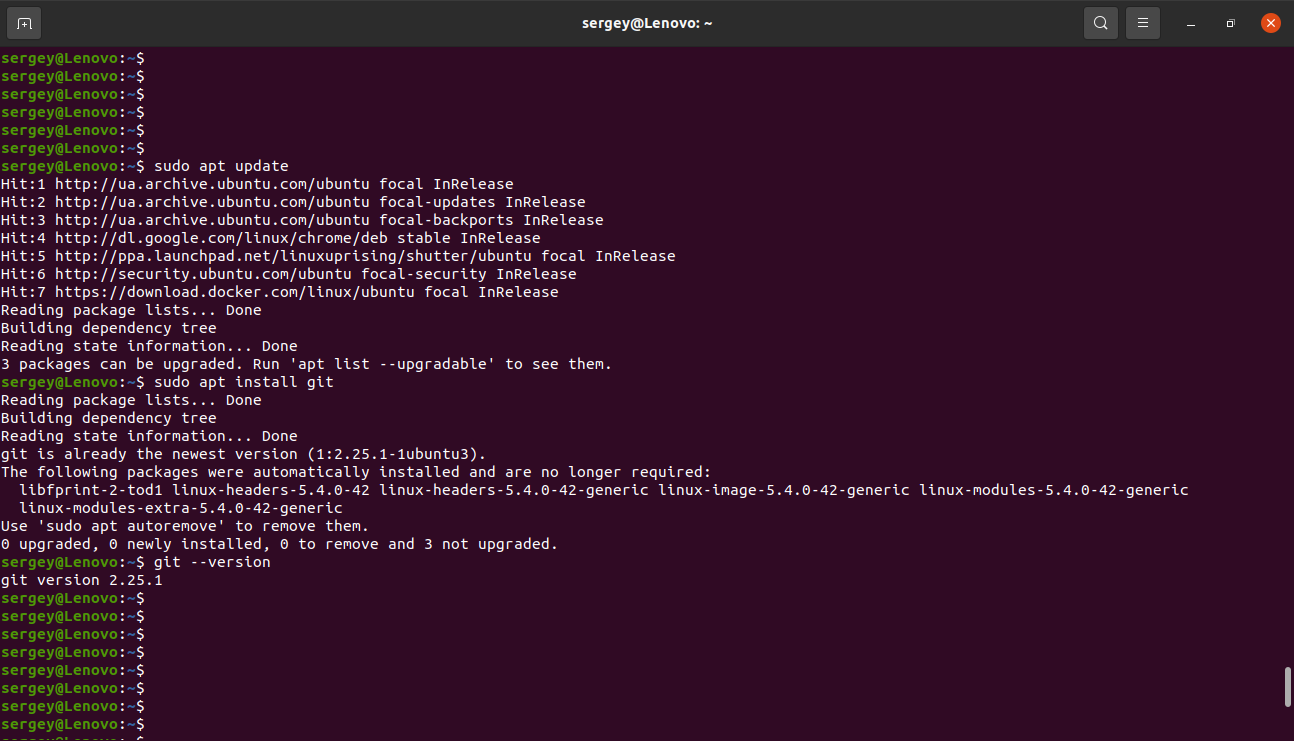 sergey@Lenovo: ~
sergey@Lenovo:~$
sergey@Lenovo:~$
sergey@Lenovo:~$
sergey@Lenovo:~$
sergey@Lenovo:~$
sergey@Lenovo:~$
sergey@Lenovo:~$ sudo apt update
Hit:1 http://ua.archive.ubuntu.com/ubuntu focal InRelease
Hit:2 http://ua.archive.ubuntu.com/ubuntu focal-updates InRelease
Hit:3 http://ua.archive.ubuntu.com/ubuntu focal-backports InRelease
Hit:4 http://dl.google.com/linux/chrome/deb stable InRelease
Hit:5 http://ppa.launchpad.net/linuxuprising/shutter/ubuntu focal InRelease
Hit:6 http://security.ubuntu.com/ubuntu focal-security InRelease
Hit:7 https://download.docker.com/linux/ubuntu focal InRelease
Reading package lists... Done
Building dependency tree
Reading state information... Done
3 packages can be upgraded. Run 'apt list --upgradable' to see them.
sergey@Lenovo:~$ sudo apt install git
Reading package lists... Done
Building dependency tree
Reading state information... Done
git is already the newest version (1:2.25.1-1ubuntu3).
The following packages were automatically installed and are no longer required:
  libfprint-2-tod1 linux-headers-5.4.0-42 linux-headers-5.4.0-42-generic linux-image-5.4.0-42-generic linux-modules-5.4.0-42-generic
  linux-modules-extra-5.4.0-42-generic
Use 'sudo apt autoremove' to remove them.
0 upgraded, 0 newly installed, 0 to remove and 3 not upgraded.
sergey@Lenovo:~$ git --version
git version 2.25.1
sergey@Lenovo:~$
sergey@Lenovo:~$
sergey@Lenovo:~$
sergey@Lenovo:~$
sergey@Lenovo:~$
sergey@Lenovo:~$
sergey@Lenovo:~$
sergey@Lenovo:~$